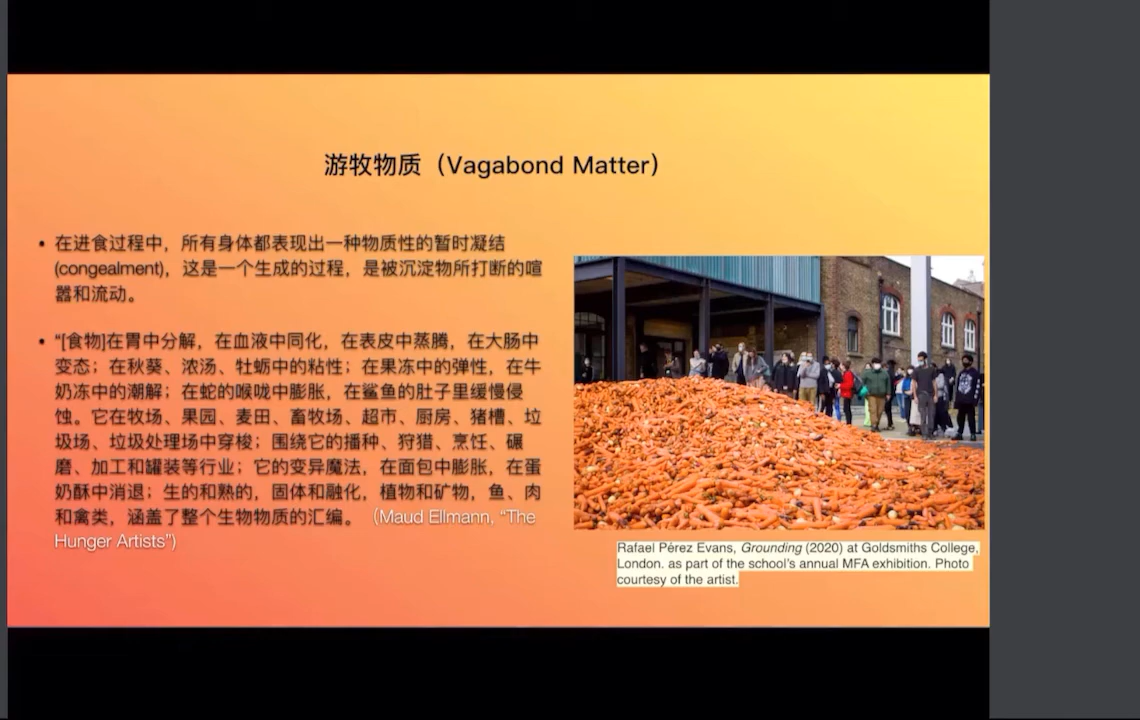 游牧物质（Vagabond Matter）
• 在进食过程中，所有身体都表现出一种物质性的暂时凝结
(congealment)，这是一个生成的过程，是被沉淀物所打断的喧
嚣和流动。
• “[食物]在胃中分解，在血液中同化，在表皮中蒸腾，在大肠中
变态；在秋葵、浓汤、牡蛎中的粘性；在果冻中的弹性，在牛
奶冻中的潮解；在蛇的喉咙中膨胀，在鲨鱼的肚子里缓慢侵
蚀。它在牧场、果园、麦田、畜牧场、超市、厨房、猪槽、垃
圾场、垃圾处理场中穿梭；围绕它的播种、狩猎、烹饪、碾
磨、加工和罐装等行业；它的变异魔法，在面包中膨胀，在蛋
奶酥中消退；生的和熟的，固体和融化，植物和矿物，鱼、肉
和禽类，涵盖了整个生物物质的汇编。（Maud Ellmann, “The
Hunger Artists”)
Rafael Pérez Evans, Grounding (2020) at Goldsmiths College,
London. as part of the school's annual MFA exhibition. Photo
courtesy of the artist.